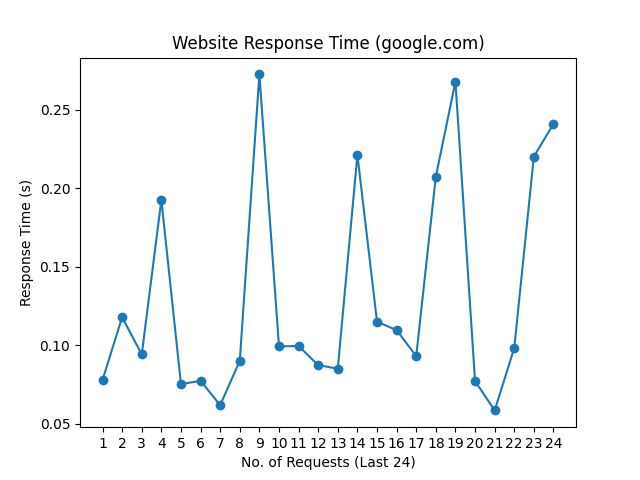 Website Response Time (google.com)
Response Time (s)
0.25
0.20
0.15
0.10
0.05
1 2 3 4 5 6 7 8 9 10 11 12 13 14 15 16 17 18 19 20 21 22 23 24
No. of Requests (Last 24)